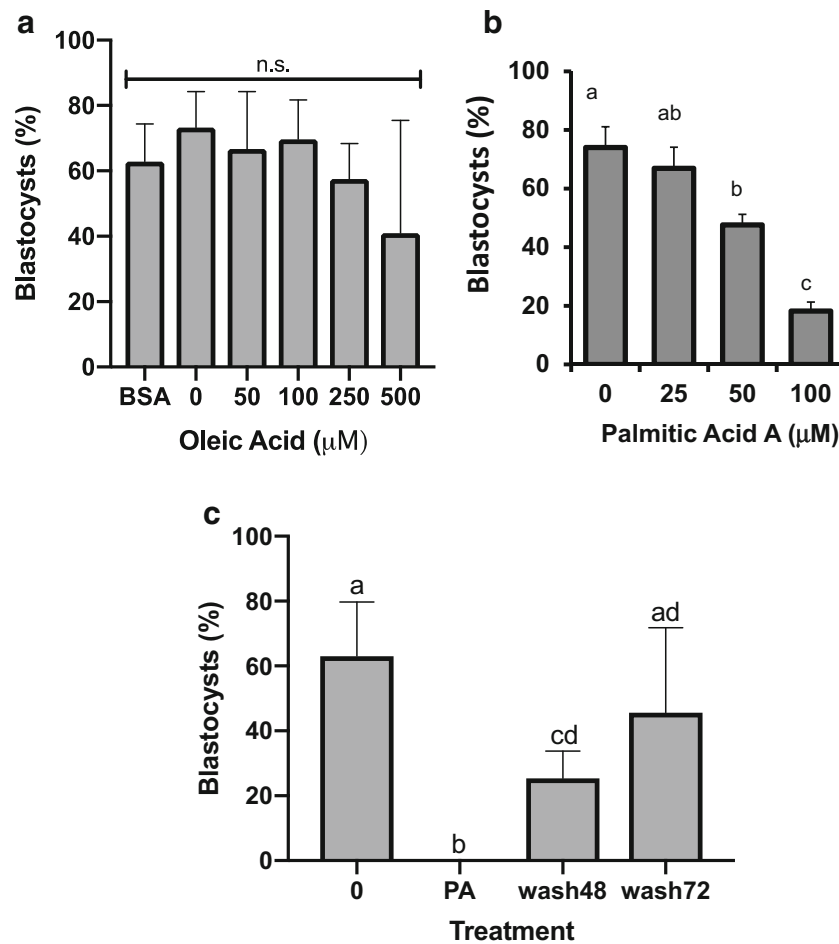 a
n.s.
100
80
60
40
20
0
Blastocysts (%)
BSA 0 50 100 250 500
Oleic Acid (μM)
b
100
80
60
40
20
0
Blastocysts (%)
a
ab
b
c
0 25 50 100
Palmitic Acid A (μM)
c
100
80
60
40
20
0
Blastocysts (%)
a
b
cd
ad
0 PA wash48 wash72
Treatment